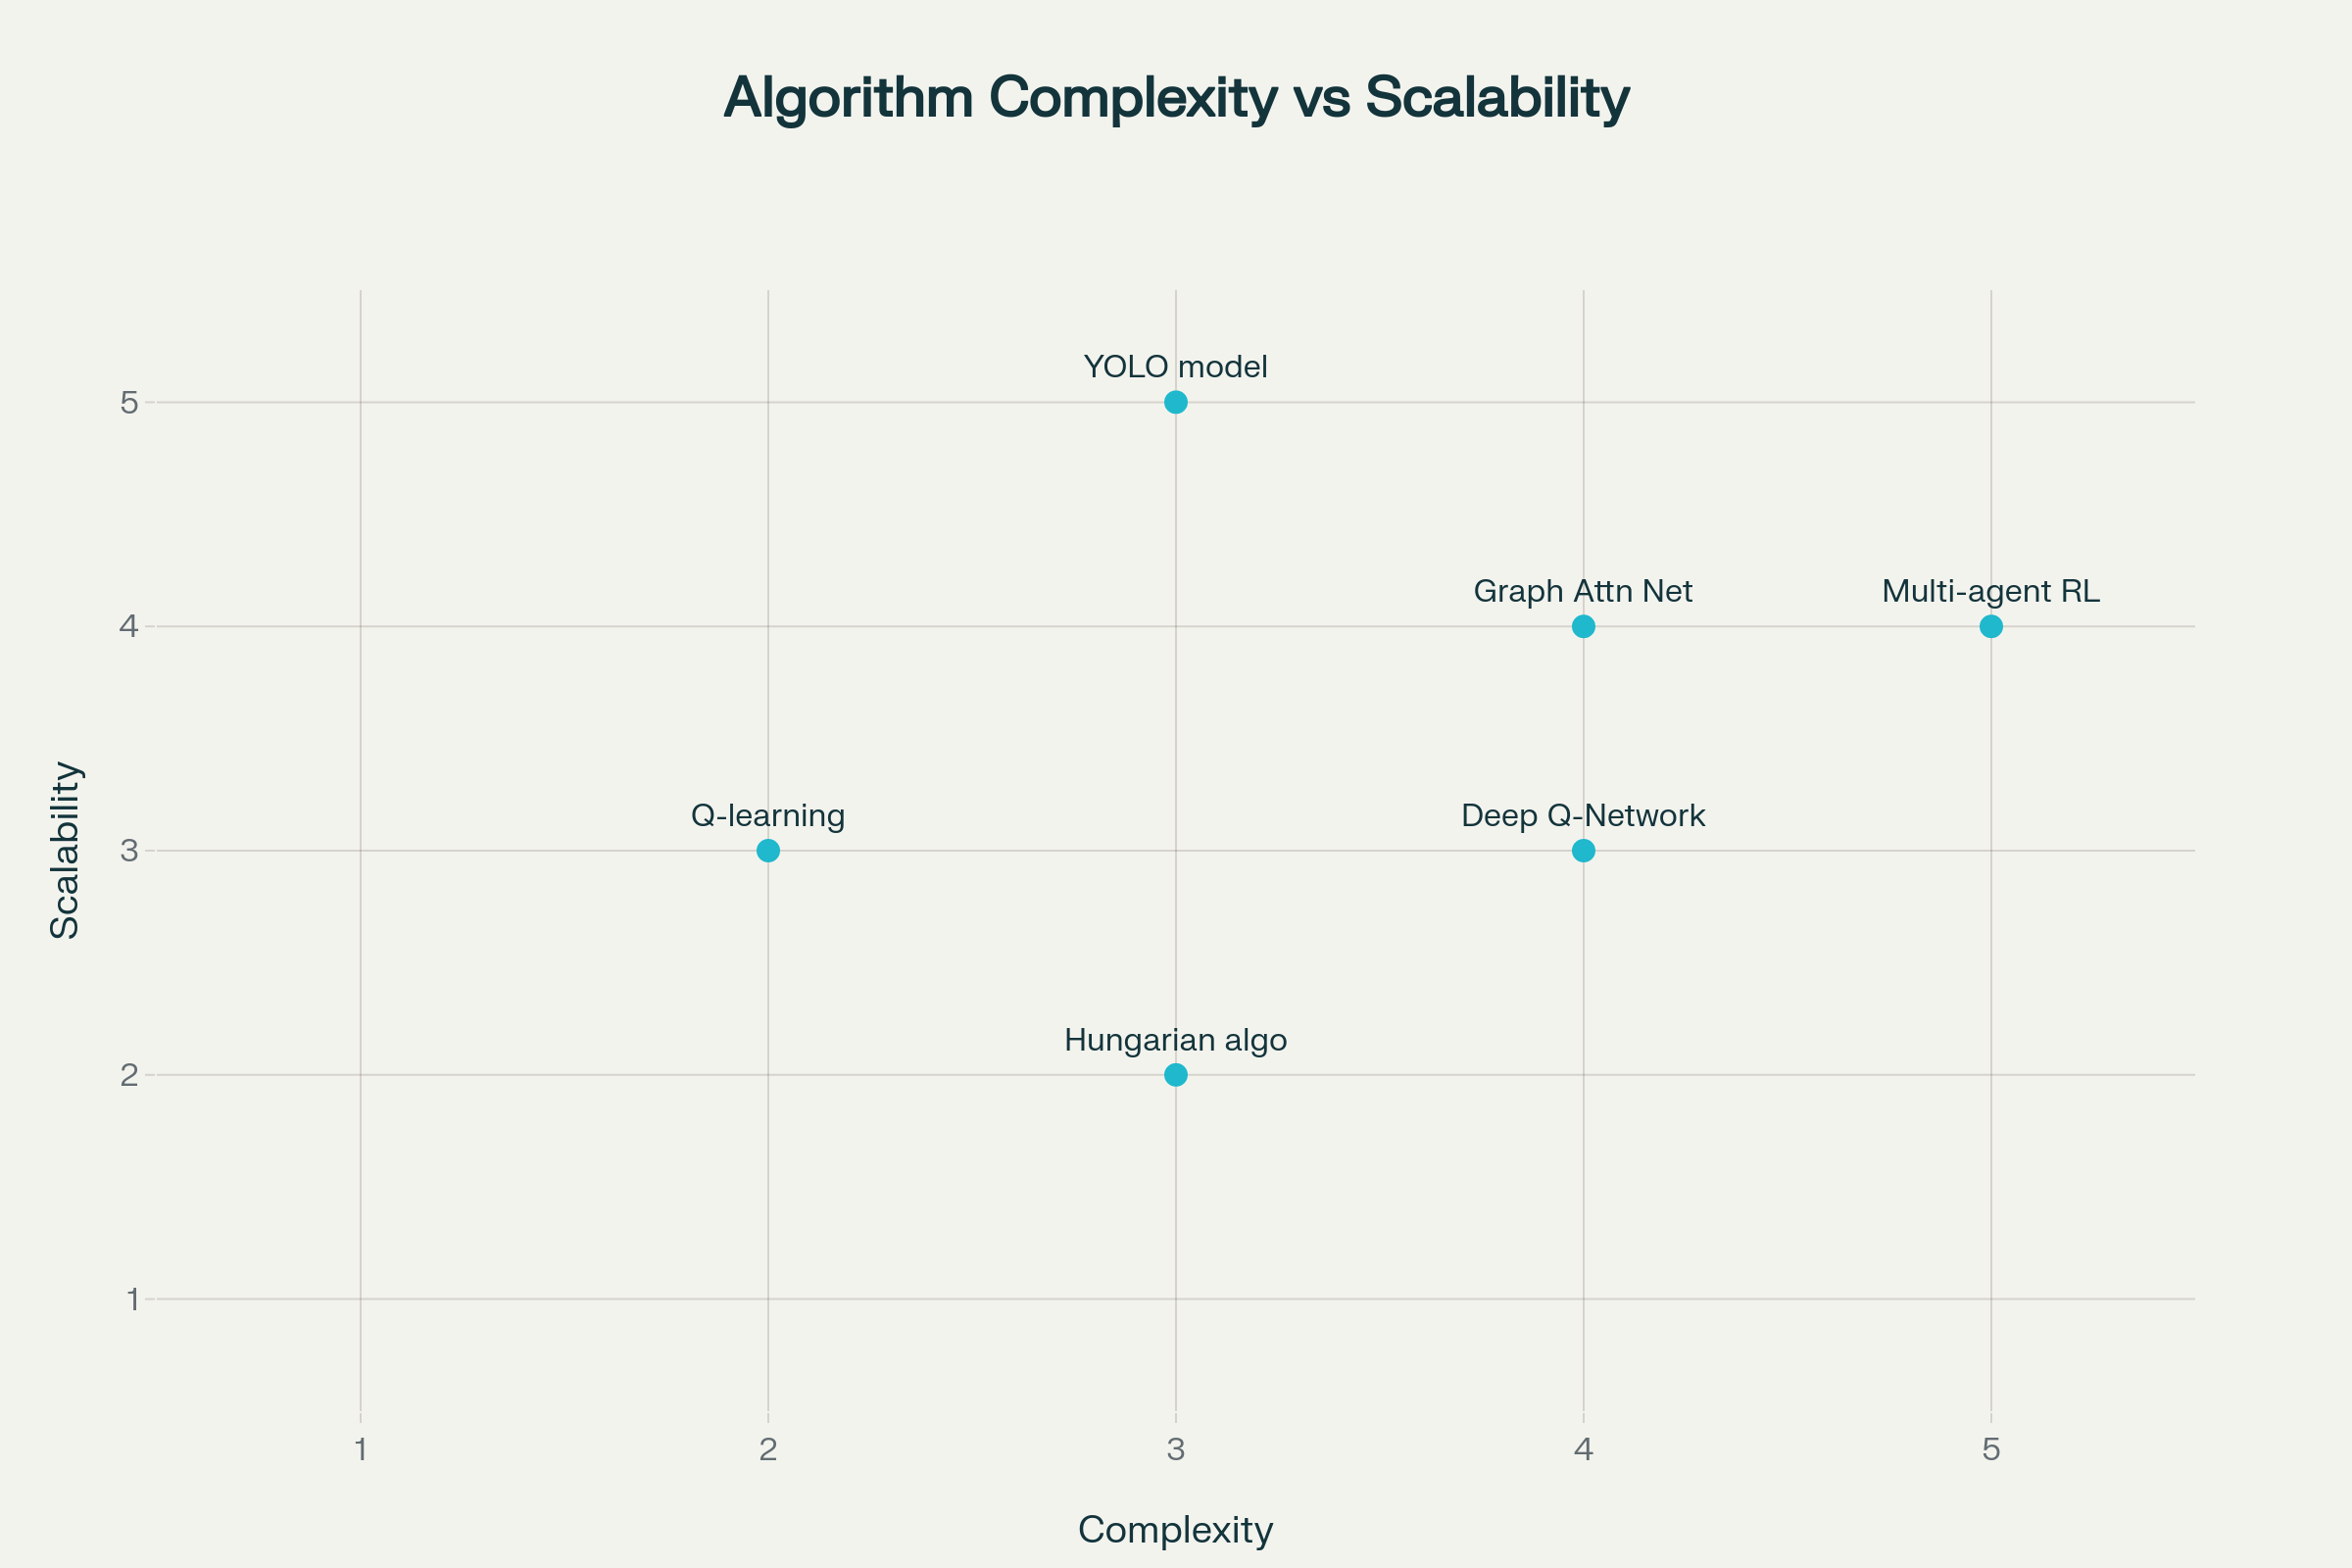 Algorithm Complexity vs Scalability
YOLO model
5
Graph Attn Net
Multi-agent RL
4
Q-learning
Deep Q-Network
3
Scalability
Hungarian algo
2
1
1
2
3
4
5
Complexity